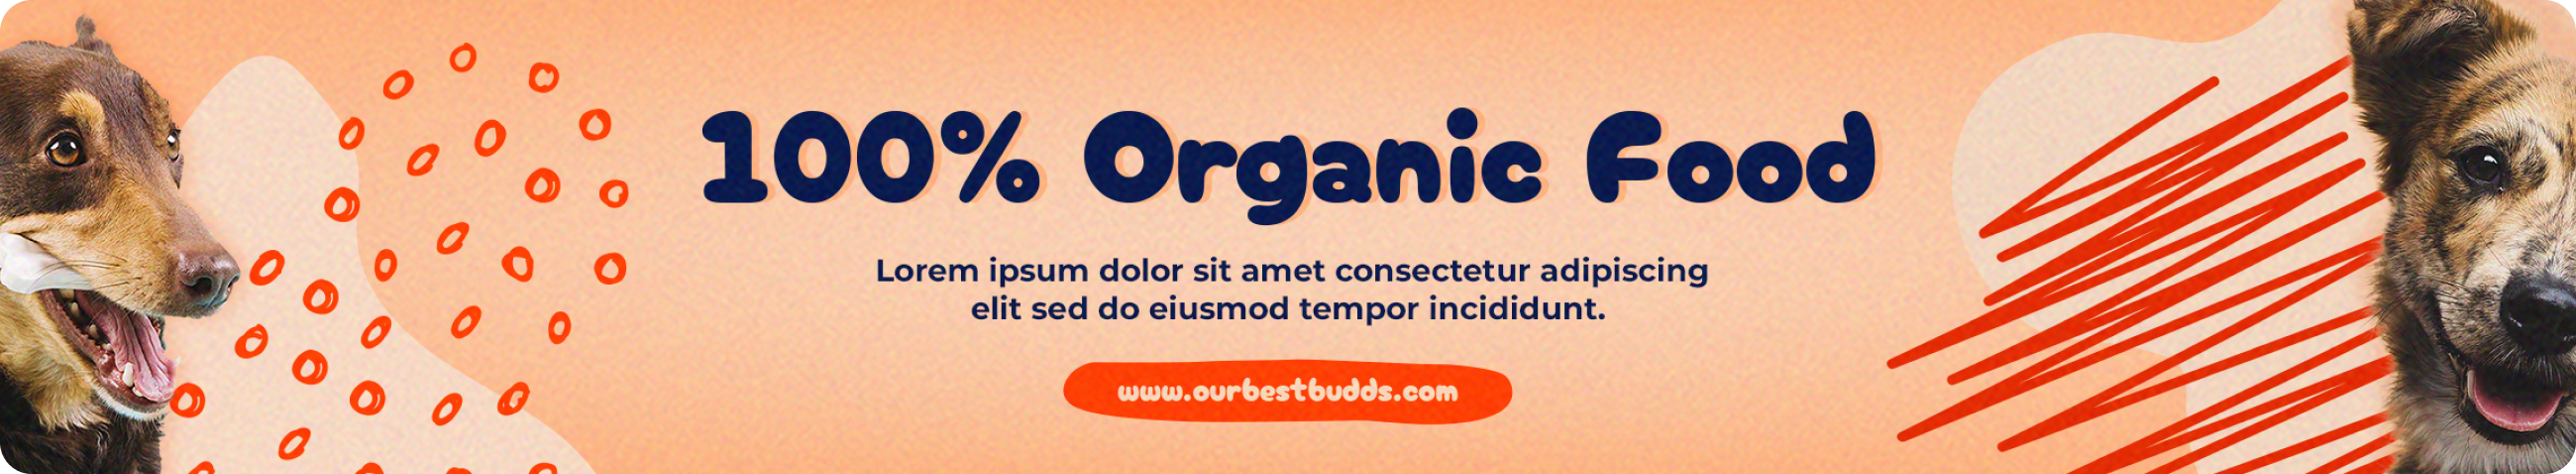 100% Organic Food
Lorem ipsum dolor sit amet consectetur adipiscing
elit sed do eiusmod tempor incididunt.
www.ourbestbudds.com